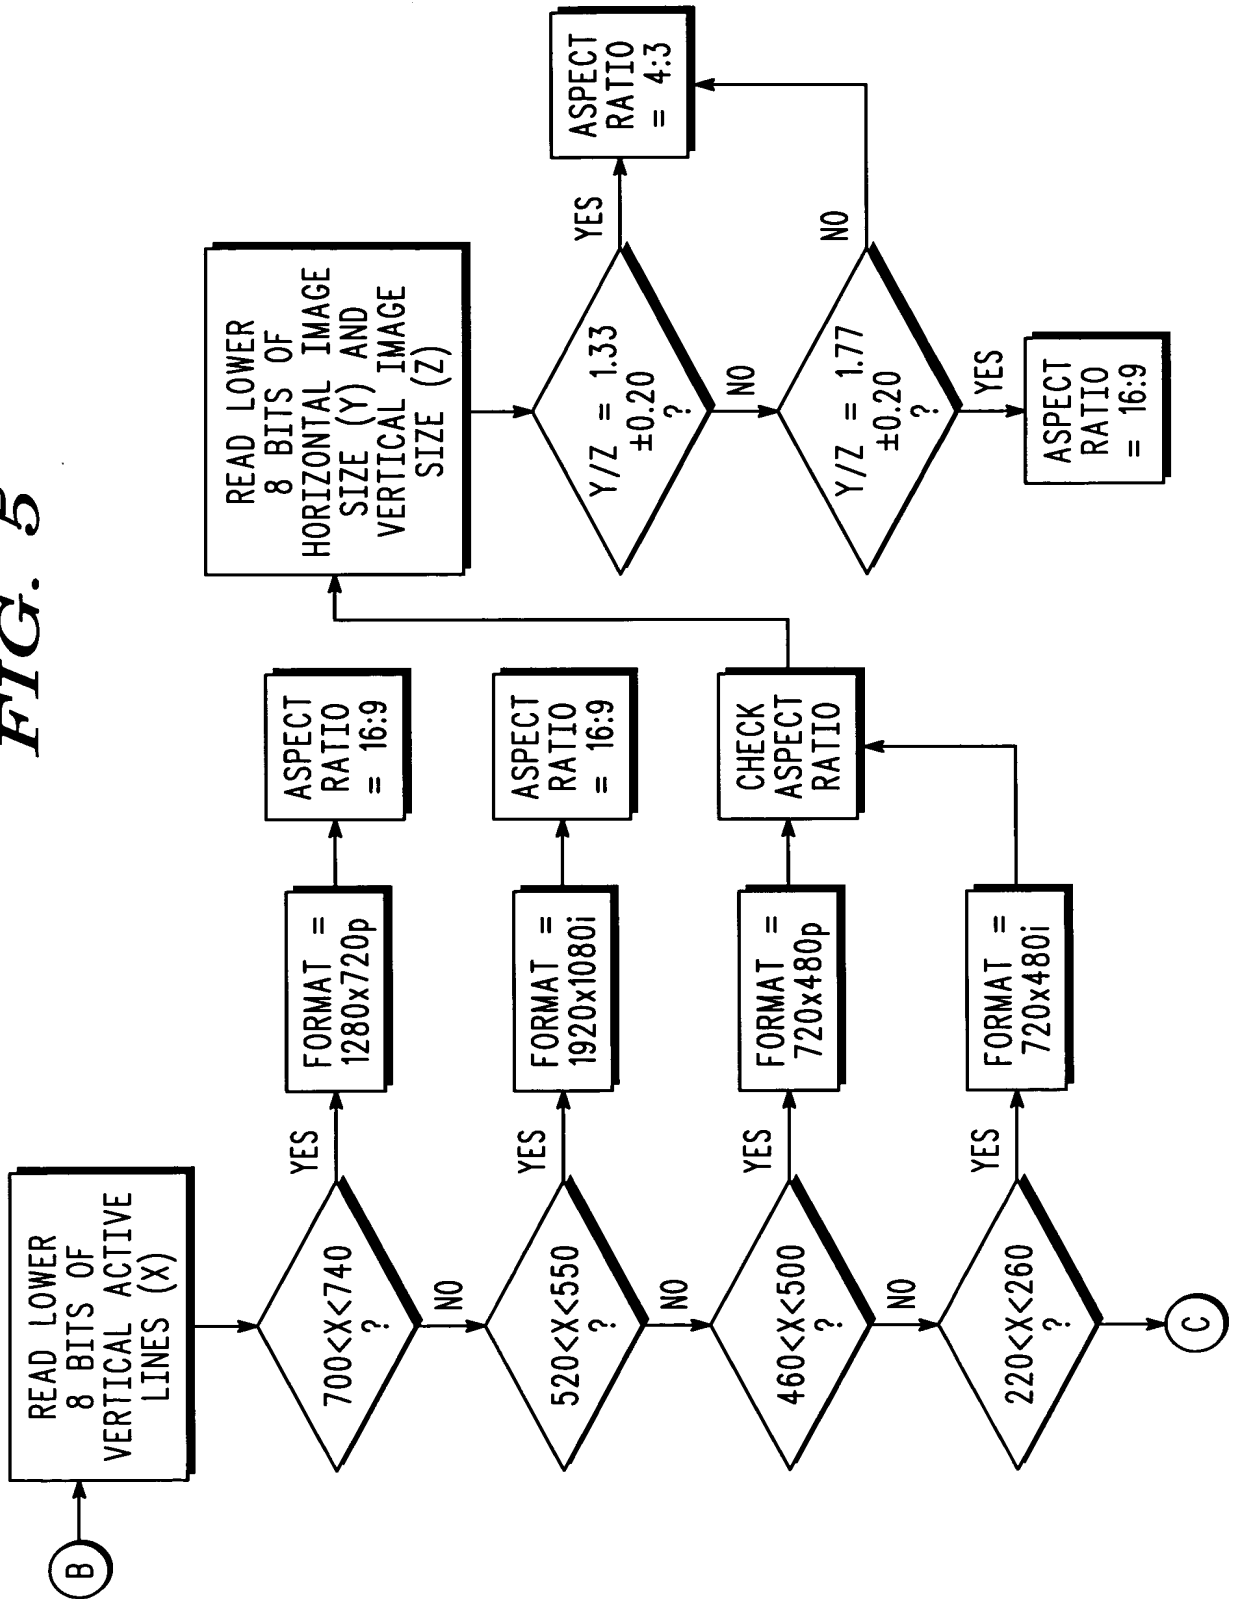 FIG. 5
B
READ LOWER
8 BITS OF
VERTICAL ACTIVE
LINES (X)
700<X<740
?
YES
FORMAT =
1280x720p
ASPECT
RATIO
= 16:9
NO
520<X<550
?
YES
FORMAT =
1920x1080i
ASPECT
RATIO
= 16:9
NO
460<X<500
?
YES
FORMAT =
720x480p
CHECK
ASPECT
RATIO
NO
220<X<260
?
YES
FORMAT =
720x480i
C
READ LOWER
8 BITS OF
HORIZONTAL IMAGE
SIZE (Y) AND
VERTICAL IMAGE
SIZE (Z)
Y/Z = 1.33
±0.20
?
YES
ASPECT
RATIO
= 4:3
NO
Y/Z = 1.77
±0.20
?
NO
YES
ASPECT
RATIO
= 16:9